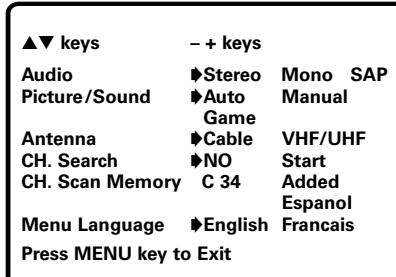 ▲▼ keys – + keys
Audio ➧Stereo Mono SAP
Picture/Sound ➧Auto Manual
Game
Antenna ➧Cable VHF/UHF
CH. Search ➧NO Start
CH. Scan Memory C 34 Added
Espanol
Menu Language ➧English Francais
Press MENU key to Exit